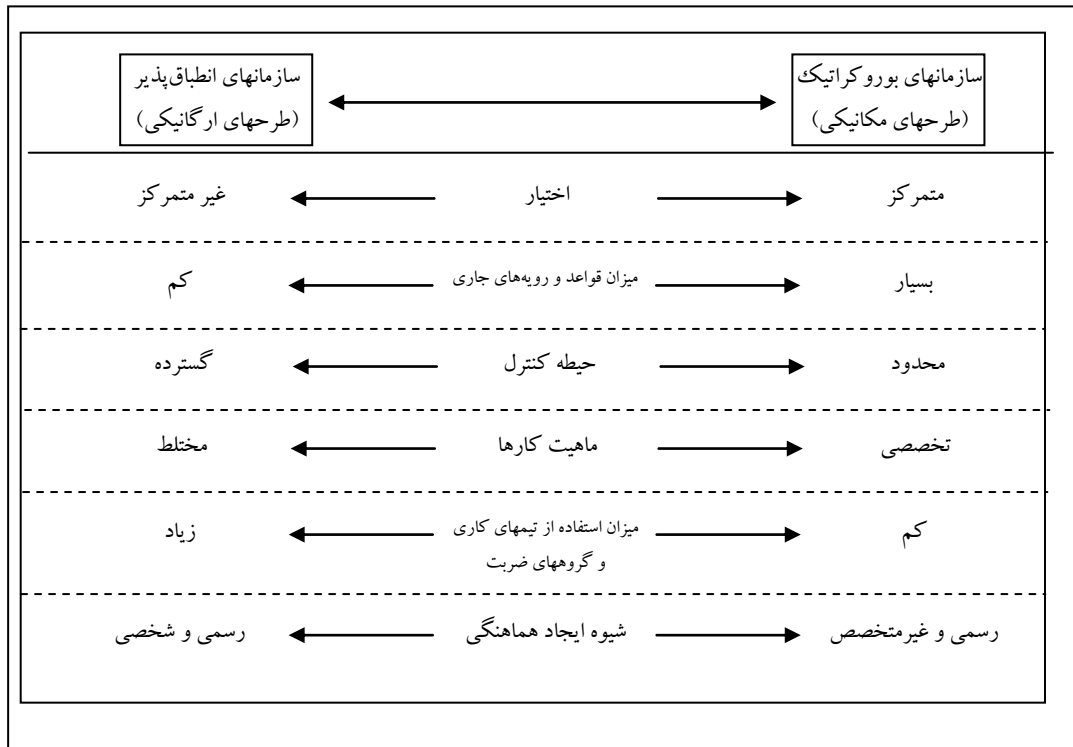 سازمانهای بوروکراتیک
(طرحهای مکانیکی)
سازمانهای انطباق‌پذیر
(طرحهای ارگانیکی)
متمرکز
اختیار
غیر متمرکز
بسیار
میزان قواعد و رویه‌های جاری
کم
محدود
حیطه کنترل
گسترده
تخصصی
ماهیت کارها
مختلط
کم
میزان استفاده از تیمهای کاری
و گروههای ضربت
زیاد
رسمی و غیرمتخصص
شیوه ایجاد هماهنگی
رسمی و شخصی